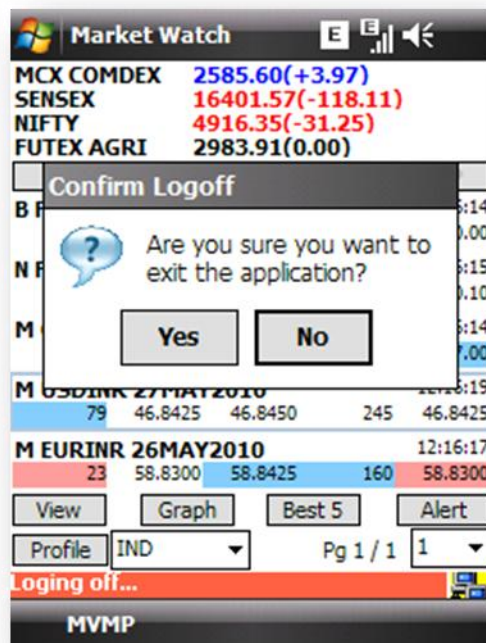 Market Watch E E
MCX COMDEX 2585.60(+3.97)
SENSEX 16401.57(-118.11)
NIFTY 4916.35(-31.25)
FUTEX AGRI 2983.91(0.00)
Confirm Logoff
B
N
M
?
Are you sure you want to
exit the application?
Yes No
M USDINR 27MAY2010
79 46.8425 46.8450 245 46.8425
M EURINR 26MAY2010 12:16:17
23 58.8300 58.8425 160 58.8300
View Graph Best 5 Alert
Profile IND Pg 1 / 1 1
Loging off...
MVMP